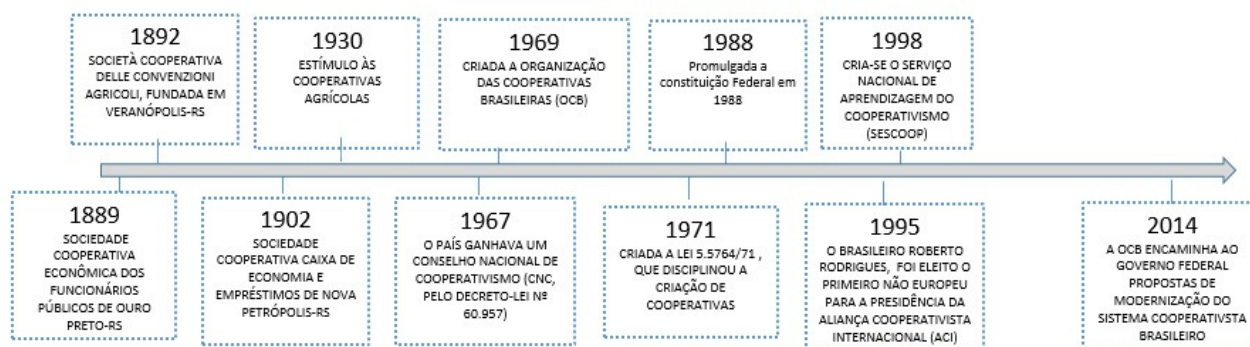 1892
SOCIETÀ COOPERATIVA
DELLE CONVENZIONI
AGRICOLI, FUNDADA EM
VERANÓPOLIS-RS
1930
ESTÍMULO ÀS
COOPERATIVAS
AGRÍCOLAS
1969
CRIADA A ORGANIZAÇÃO
DAS COOPERATIVAS
BRASILEIRAS (OCB)
1988
Promulgada a
constituição Federal em
1988
1998
CRIA-SE O SERVIÇO
NACIONAL DE
APRENDIZAGEM DO
COOPERATIVISMO
(SESCOOP)
1889
SOCIEDADE
COOPERATIVA
ECONÔMICA DOS
FUNCIONÁRIOS
PÚBLICOS DE OURO
PRETO-RS
1902
SOCIEDADE
COOPERATIVA CAIXA DE
ECONOMIA E
EMPRÉSTIMOS DE NOVA
PETRÓPOLIS-RS
1967
O PAÍS GANHAVA UM
CONSELHO NACIONAL DE
COOPERATIVISMO (CNC,
PELO DECRETO-LEI Nº
60.957)
1971
CRIADA A LEI 5.5764/71 ,
QUE DISCIPLINOU A
CRIAÇÃO DE
COOPERATIVAS
1995
O BRASILEIRO ROBERTO
RODRIGUES, FOI ELEITO O
PRIMEIRO NÃO EUROPEU
PARA A PRESIDÊNCIA DA
ALIANÇA COOPERATIVISTA
INTERNACIONAL (ACI)
2014
A OCB ENCAMINHA AO
GOVERNO FEDERAL
PROPOSTAS DE
MODERNIZAÇÃO DO
SISTEMA COOPERATIVSTA
BRASILEIRO